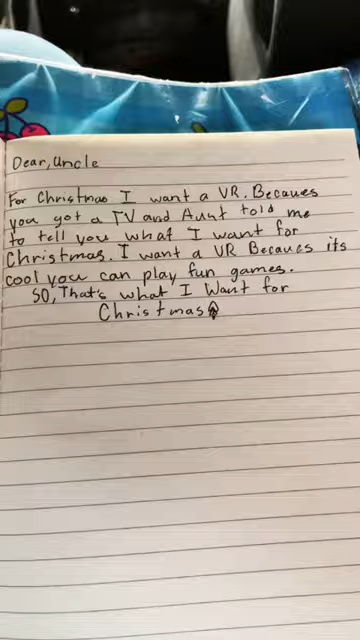 Dear, Uncle
For Christmas I want a VR. Becaues
you got a TV and Aunt told me
to tell you what I want for
Christmas. I want a VR Becaues its
cool you can play fun games.
SO, That's what I Want for
Christmas